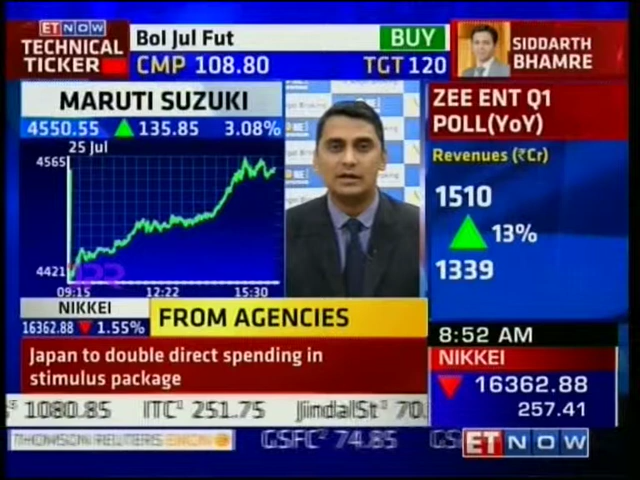 ET NOW
TECHNICAL
TICKER
Bol Jul Fut
BUY
CMP 108.80
TGT 120
SIDDARTH
BHAMRE
MARUTI SUZUKI
4550.55 135.85 3.08%
25 Jul
4565
4421
09:15 12:22 15:30
ZEE ENT Q1
POLL(YoY)
Revenues (₹Cr)
1510
13%
1339
NIKKEI
16362.88 1.55%
FROM AGENCIES
Japan to double direct spending in
stimulus package
8:52 AM
NIKKEI
16362.88
257.41
1080.85 ITC 251.75 JindalSt 70.
THOMSON REUTERS EIKON
GSFC 74.85 GS
ET NOW